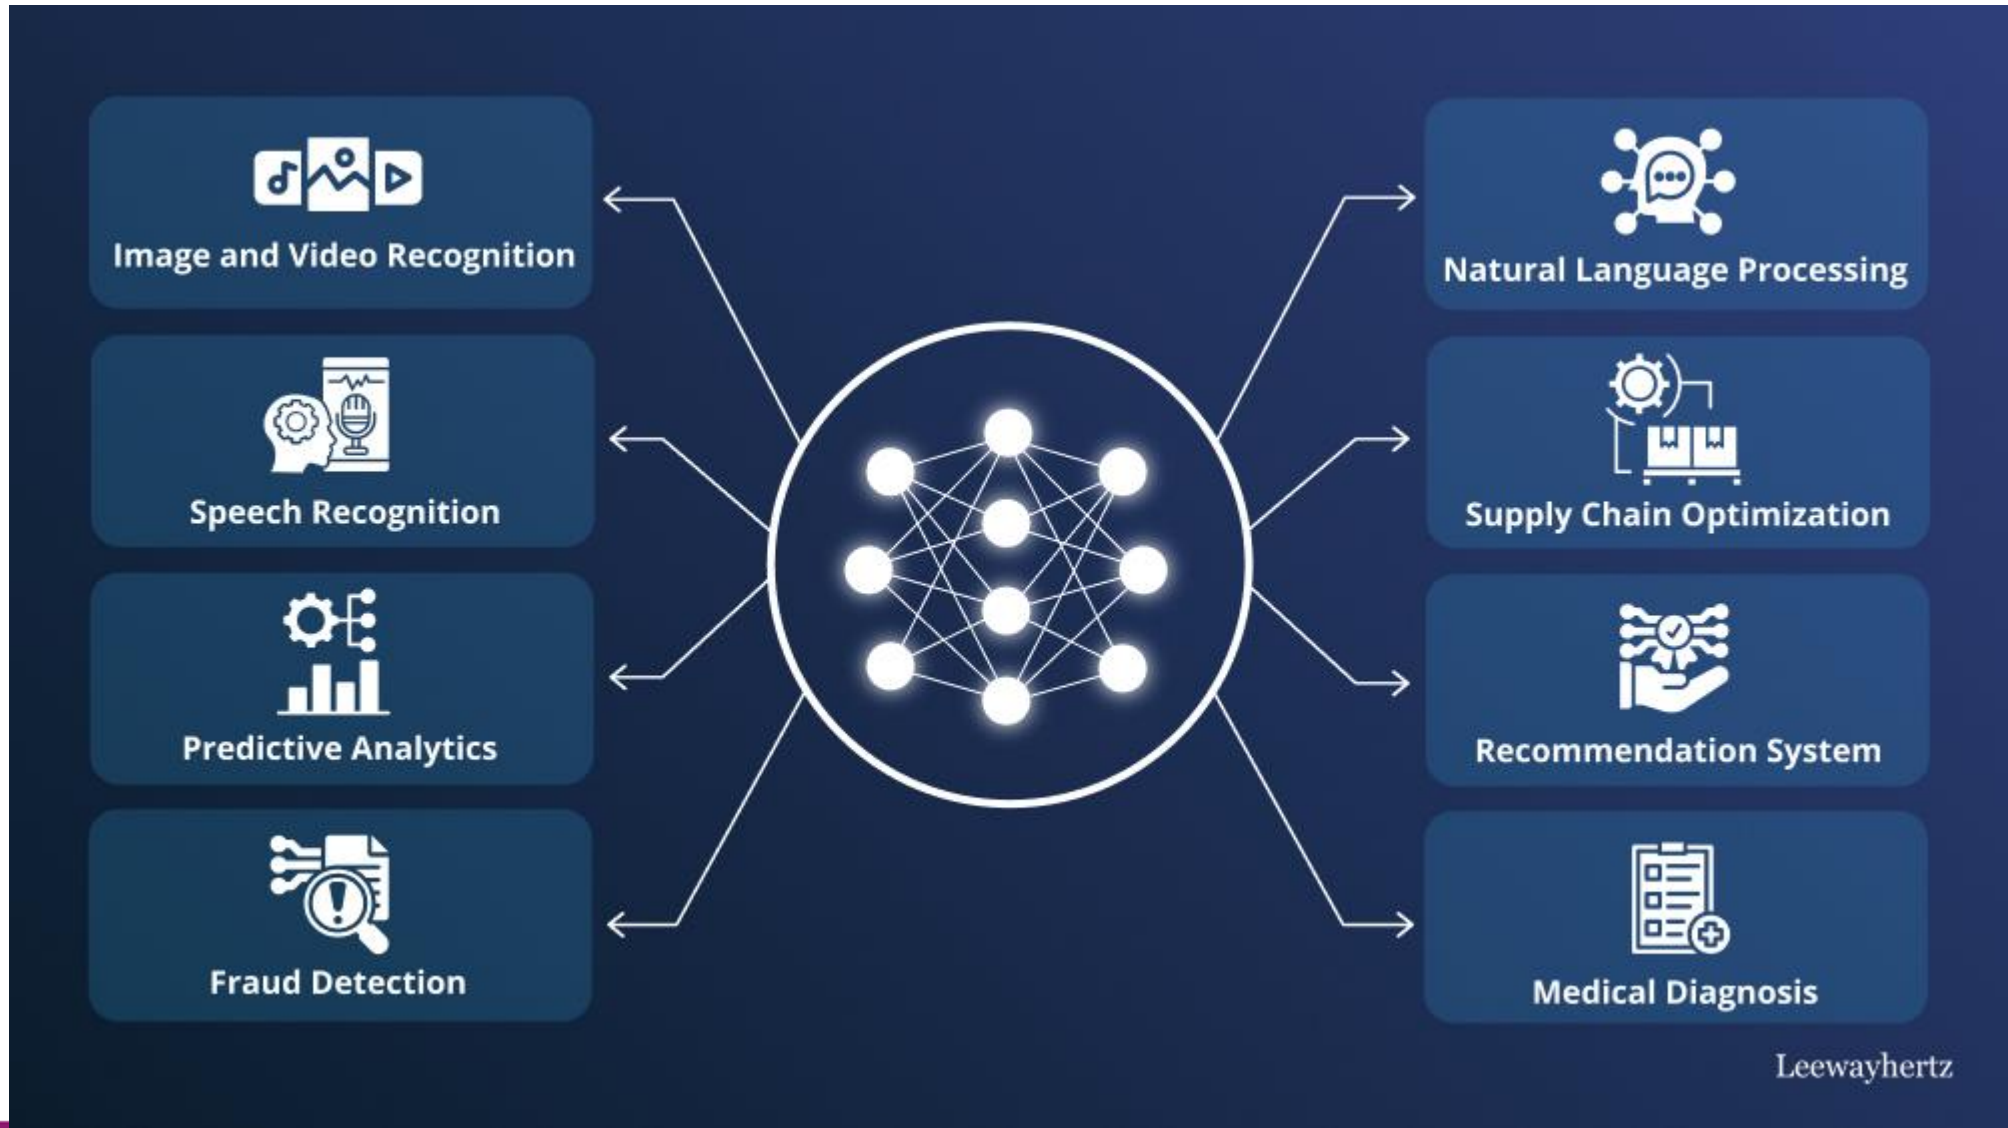 Image and Video Recognition
Speech Recognition
Predictive Analytics
Fraud Detection
Natural Language Processing
Supply Chain Optimization
Recommendation System
Medical Diagnosis
Leewayhertz